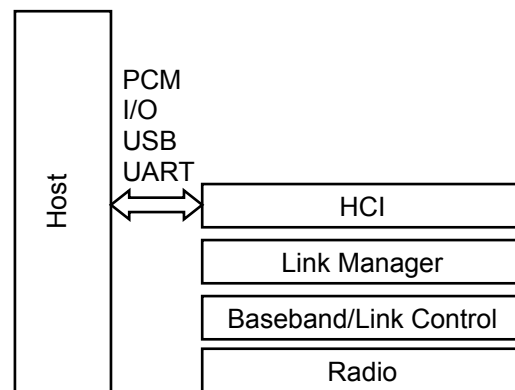 Host
PCM
I/O
USB
UART
HCI
Link Manager
Baseband/Link Control
Radio